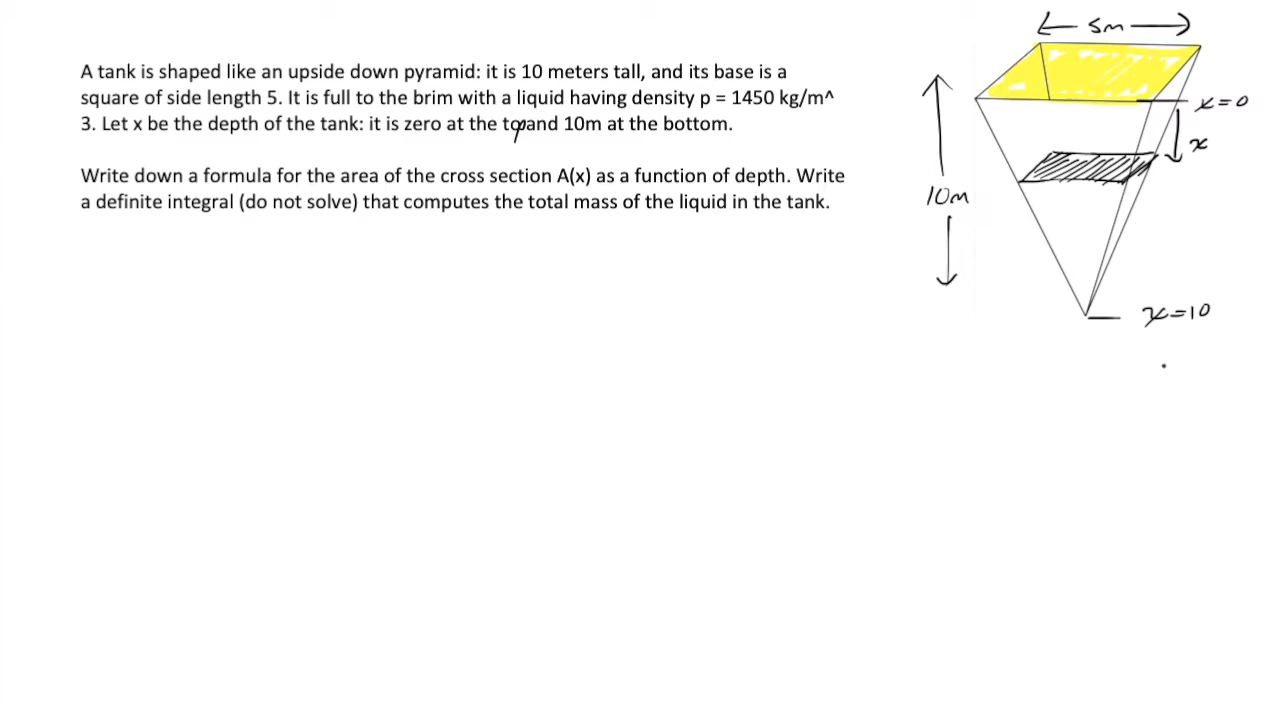 5m
A tank is shaped like an upside down pyramid: it is 10 meters tall, and its base is a
square of side length 5. It is full to the brim with a liquid having density p = 1450 kg/m^
3. Let x be the depth of the tank: it is zero at the top and 10m at the bottom.
x=0
x
Write down a formula for the area of the cross section A(x) as a function of depth. Write
a definite integral (do not solve) that computes the total mass of the liquid in the tank.
10m
x=10